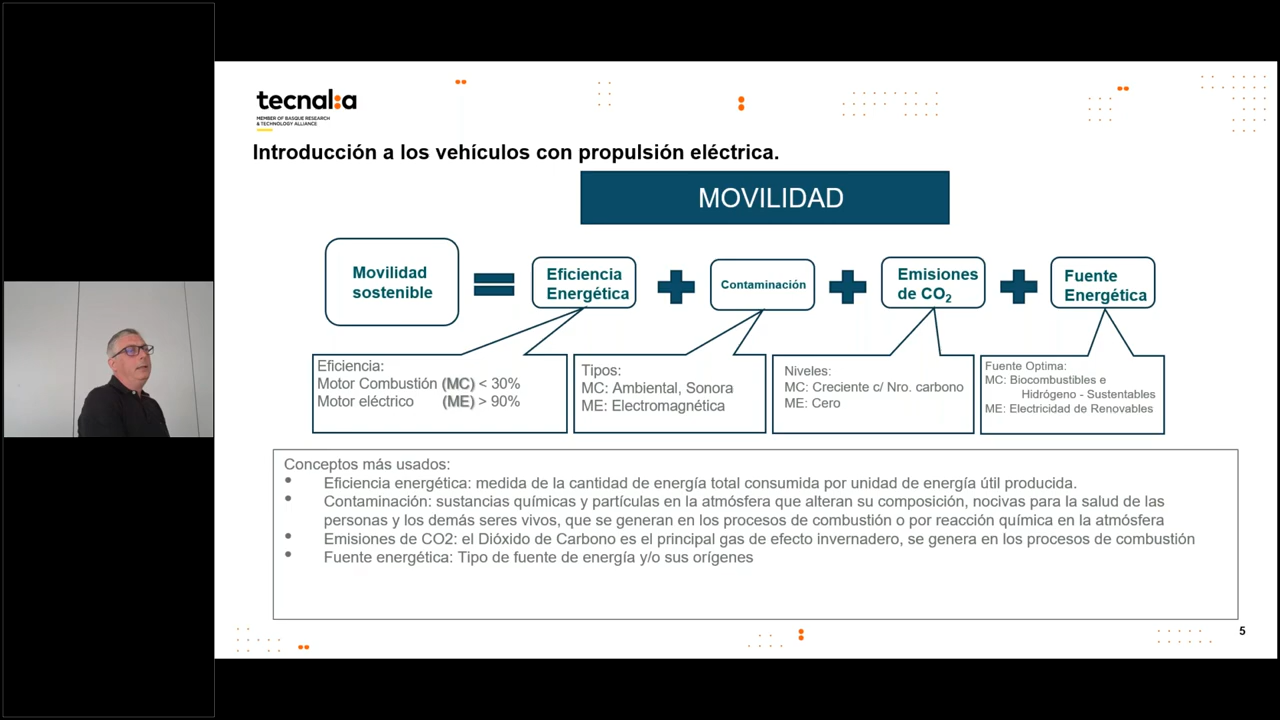 tecnal:a
MEMBER OF BASQUE RESEARCH
& TECHNOLOGY ALLIANCE
Introducción a los vehículos con propulsión eléctrica.
MOVILIDAD
Movilidad
sostenible
Eficiencia
Energética
Contaminación
Emisiones
de CO₂
Fuente
Energética
Eficiencia:
Motor Combustión (MC) < 30%
Motor eléctrico (ME) > 90%
Tipos:
MC: Ambiental, Sonora
ME: Electromagnética
Niveles:
MC: Creciente c/ Nro. carbono
ME: Cero
Fuente Optima:
MC: Biocombustibles e
Hidrógeno - Sustentables
ME: Electricidad de Renovables
Conceptos más usados:
• Eficiencia energética: medida de la cantidad de energía total consumida por unidad de energía útil producida.
• Contaminación: sustancias químicas y partículas en la atmósfera que alteran su composición, nocivas para la salud de las
personas y los demás seres vivos, que se generan en los procesos de combustión o por reacción química en la atmósfera
• Emisiones de CO2: el Dióxido de Carbono es el principal gas de efecto invernadero, se genera en los procesos de combustión
• Fuente energética: Tipo de fuente de energía y/o sus orígenes
5